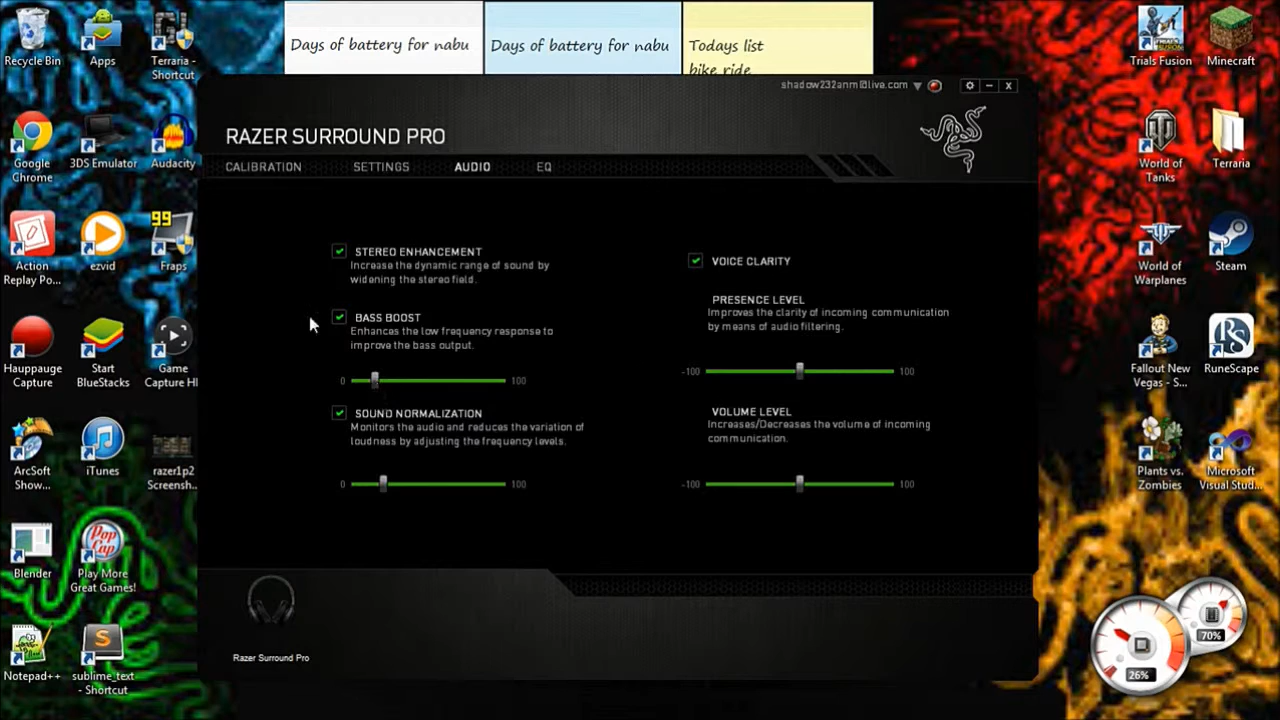 Days of battery for nabu
Days of battery for nabu
Todays list
bike ride
shadow232anm@live.com
RAZER SURROUND PRO
CALIBRATION
SETTINGS
AUDIO
EQ
STEREO ENHANCEMENT
Increase the dynamic range of sound by
widening the stereo field.
BASS BOOST
Enhances the low frequency response to
improve the bass output.
0
100
SOUND NORMALIZATION
Monitors the audio and reduces the variation of
loudness by adjusting the frequency levels.
0
100
VOICE CLARITY
PRESENCE LEVEL
Improves the clarity of incoming communication
by means of audio filtering.
-100
100
VOLUME LEVEL
Increases/Decreases the volume of incoming
communication.
-100
100
Razer Surround Pro
Recycle Bin
Apps
Terraria -
Shortcut
Google
Chrome
3DS Emulator
Audacity
Action
Replay Po...
ezvid
99
Fraps
Hauppauge
Capture
Start
BlueStacks
Game
Capture H
ArcSoft
Show...
iTunes
razer1p2
Screensh...
Blender
Pop
Cap
Play More
Great Games!
Notepad++
sublime_text
- Shortcut
Trials Fusion
Minecraft
World of
Tanks
Terraria
World of
Warplanes
Steam
Fallout New
Vegas - S...
RuneScape
Plants vs.
Zombies
Microsoft
Visual Stud...
70%
26%